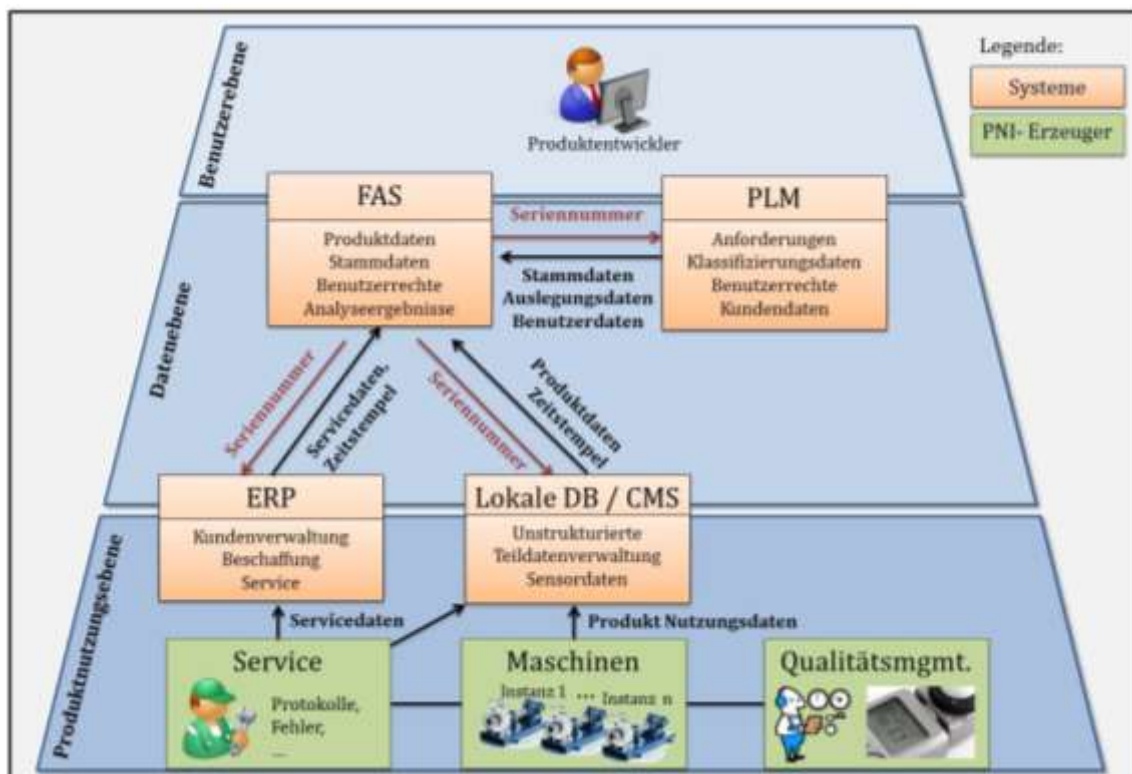 Benutzerebene
Produktentwickler
Legende:
Systeme
PNI- Erzeuger
Datenebene
FAS
Produktdaten
Stammdaten
Benutzerrechte
Analyseergebnisse
Seriennummer
Stammdaten
Auslegungsdaten
Benutzerdaten
PLM
Anforderungen
Klassifizierungsdaten
Benutzerrechte
Kundendaten
Seriennummer
Servicedaten,
Zeitstempel
Seriennummer
Produktdaten
Zeitstempel
Produktnutzungsebene
ERP
Kundenverwaltung
Beschaffung
Service
Lokale DB / CMS
Unstrukturierte
Teildatenverwaltung
Sensordaten
Servicedaten
Produkt Nutzungsdaten
Service
Protokolle,
Fehler,
...
Maschinen
Instanz 1 ... Instanz n
Qualitätsmgmt.